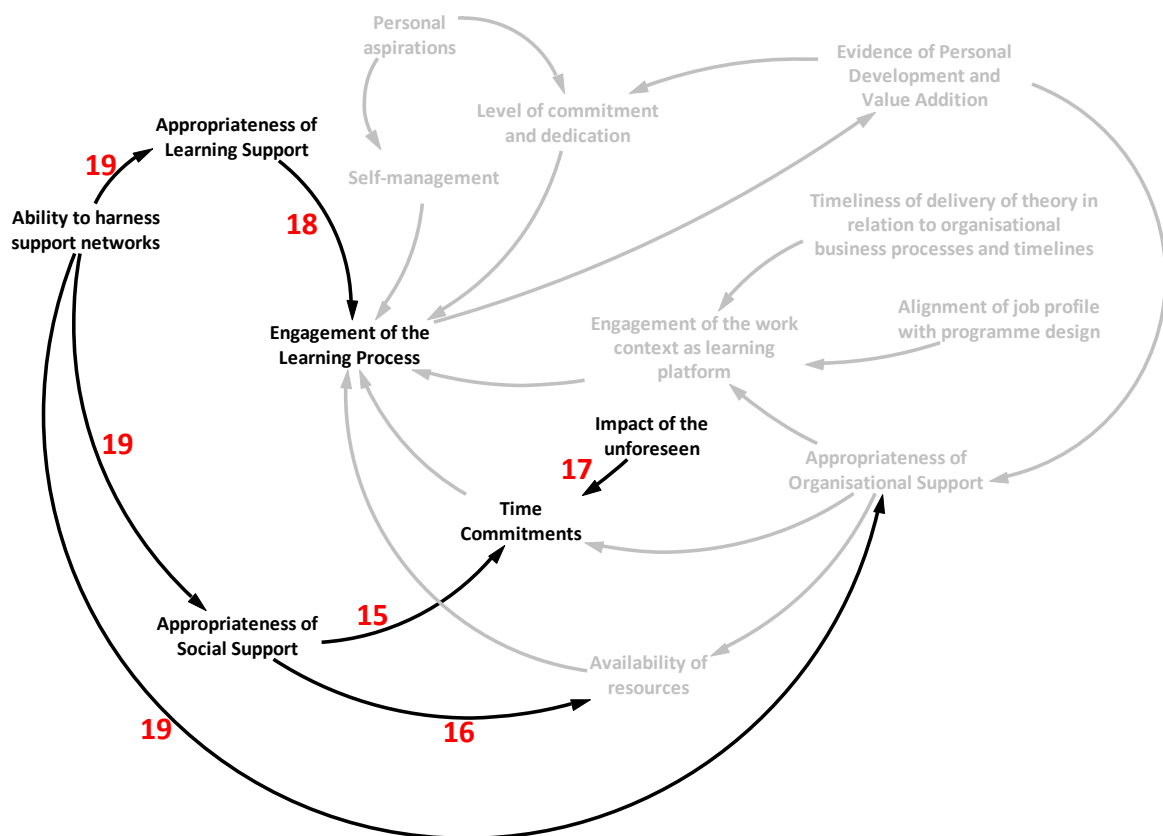 Personal
aspirations
Evidence of Personal
Development and
Value Addition
Level of commitment
and dedication
Appropriateness of
Learning Support
19
Self-management
18
Ability to harness
support networks
Timeliness of delivery of theory in
relation to organisational
business processes and timelines
Engagement of the
Learning Process
Engagement of the work
context as learning
platform
Alignment of job profile
with programme design
Impact of the
unforeseen
17
19
Appropriateness of
Organisational Support
Time
Commitments
15
Appropriateness of
Social Support
Availability of
resources
19
16